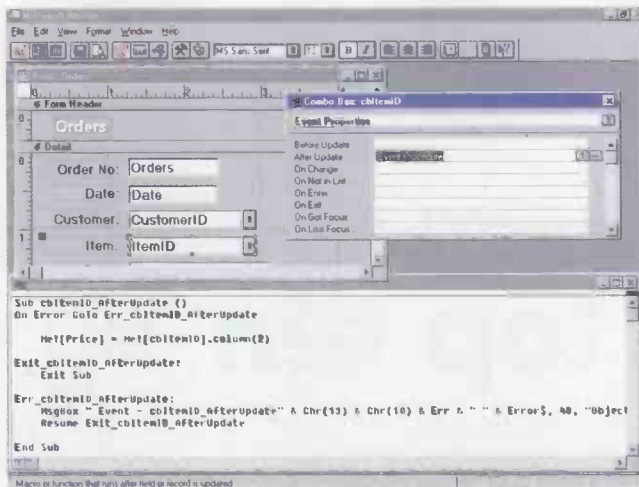 File Edit View Format Window Help
MS Sans Serif
B I
Form Header
Orders
Detail
Order No: Orders
Date: Date
Customer: CustomerID
Item: ItemID
Combo Box: cbItemID
Event Properties
Before Update
After Update
On Change
On Not in List
On Enter
On Exit
On Got Focus
On Lost Focus
Sub cbItemID_AfterUpdate ()
On Error GoTo Err_cbItemID_AfterUpdate
Me![Price] = Me![cbItemID].column(2)
Exit_cbItemID_AfterUpdate:
Exit Sub
Err_cbItemID_AfterUpdate:
MsgBox " Event - cbItemID_AfterUpdate" & Chr(13) & Chr(10) & Err & " " & Error$, 48, "Object
Resume Exit_cbItemID_AfterUpdate
End Sub
Macro or function that runs after field or record is updated